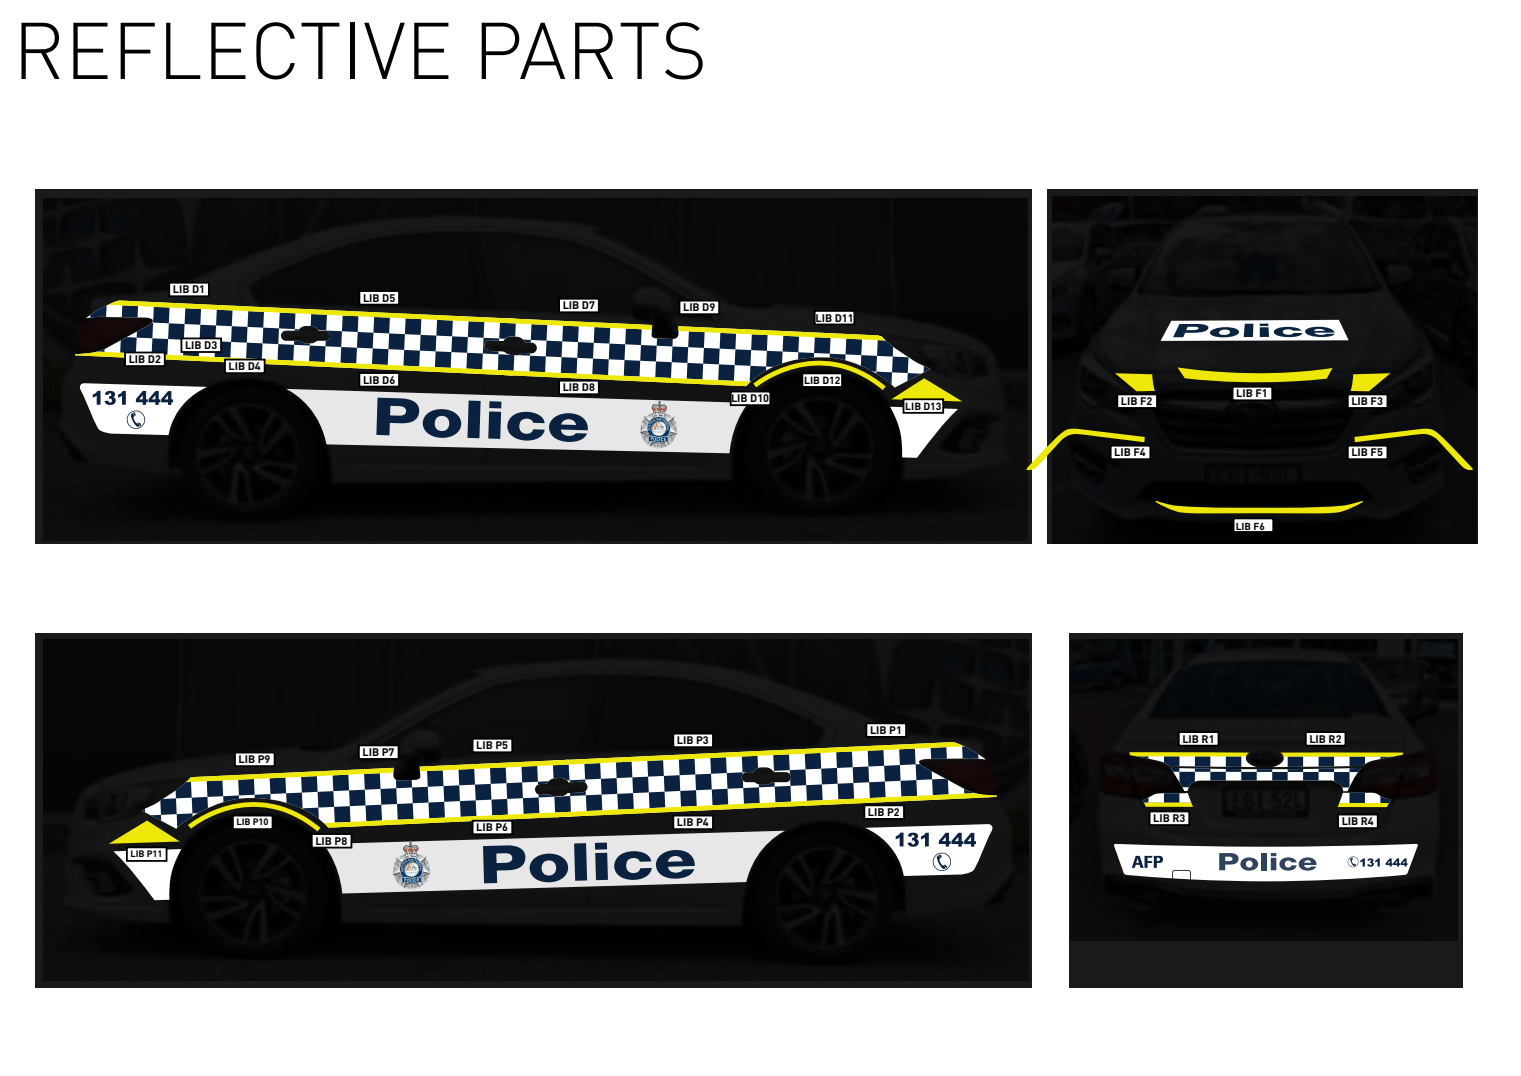 REFLECTIVE PARTS
LIB D1
LIB D5
LIB D7
LIB D9
LIB D11
LIB D3
LIB D2
LIB D4
LIB D6
LIB D8
LIB D10
LIB D12
LIB D13
131 444
Police
Police
LIB F1
LIB F2
LIB F3
LIB F4
LIB F5
LIB F6
LIB P9
LIB P7
LIB P5
LIB P3
LIB P1
LIB P10
LIB P8
LIB P6
LIB P4
LIB P2
LIB P11
Police
131 444
LIB R1
LIB R2
LIB R3
LIB R4
AFP Police 131 444